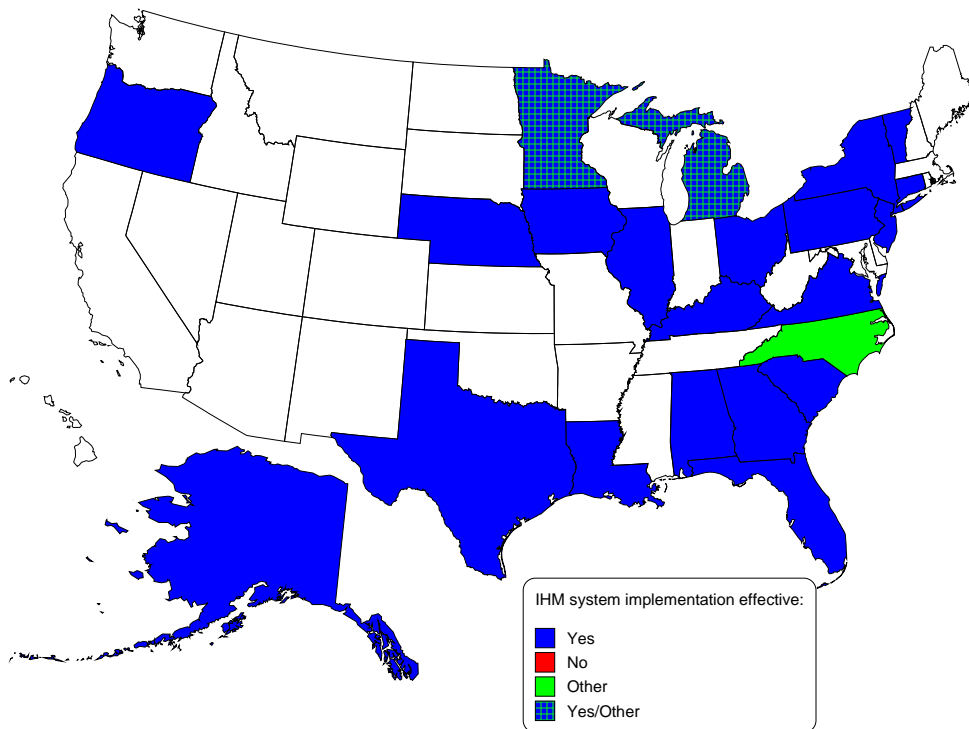 IHM system implementation effective:
Yes
No
Other
Yes/Other